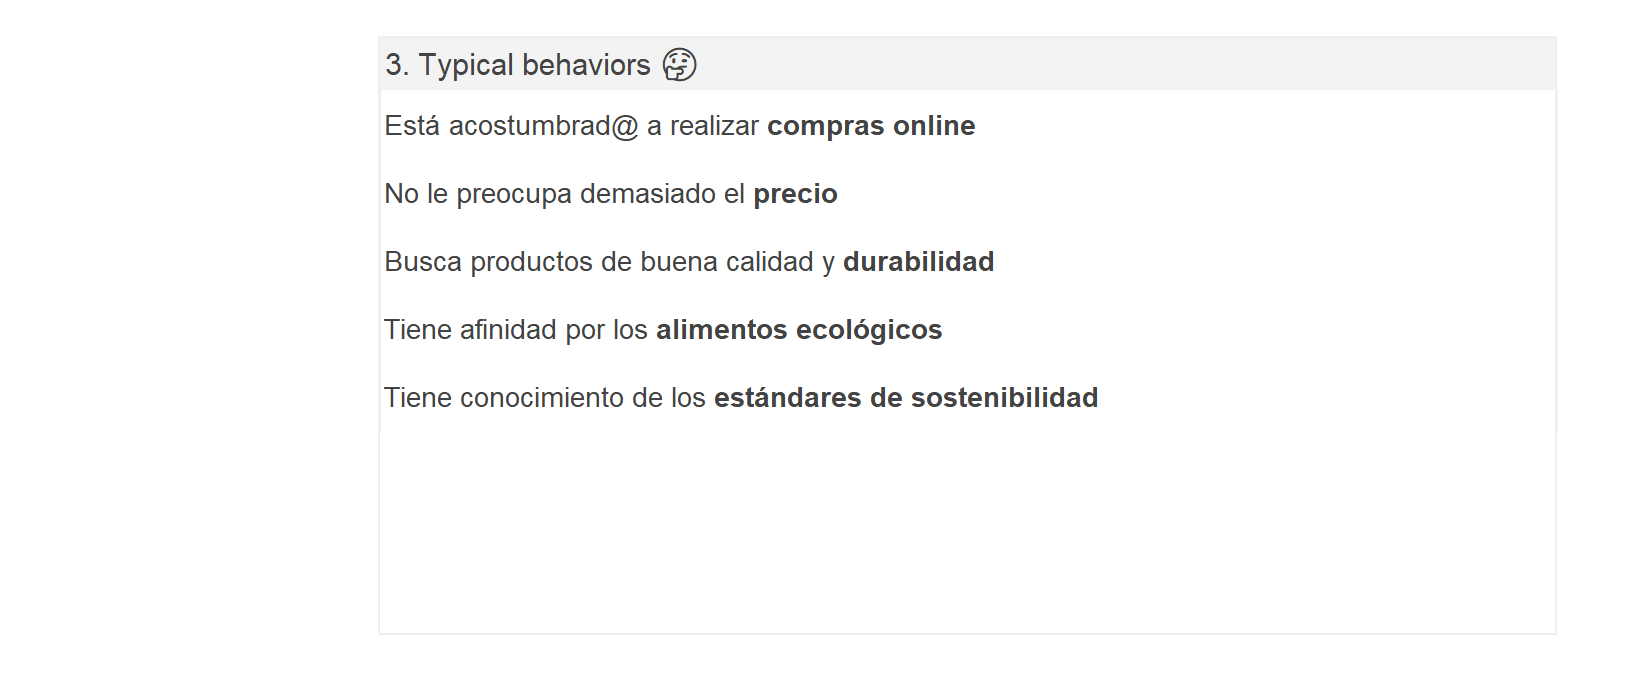 3. Typical behaviors 🤔
Está acostumbrad@ a realizar compras online
No le preocupa demasiado el precio
Busca productos de buena calidad y durabilidad
Tiene afinidad por los alimentos ecológicos
Tiene conocimiento de los estándares de sostenibilidad